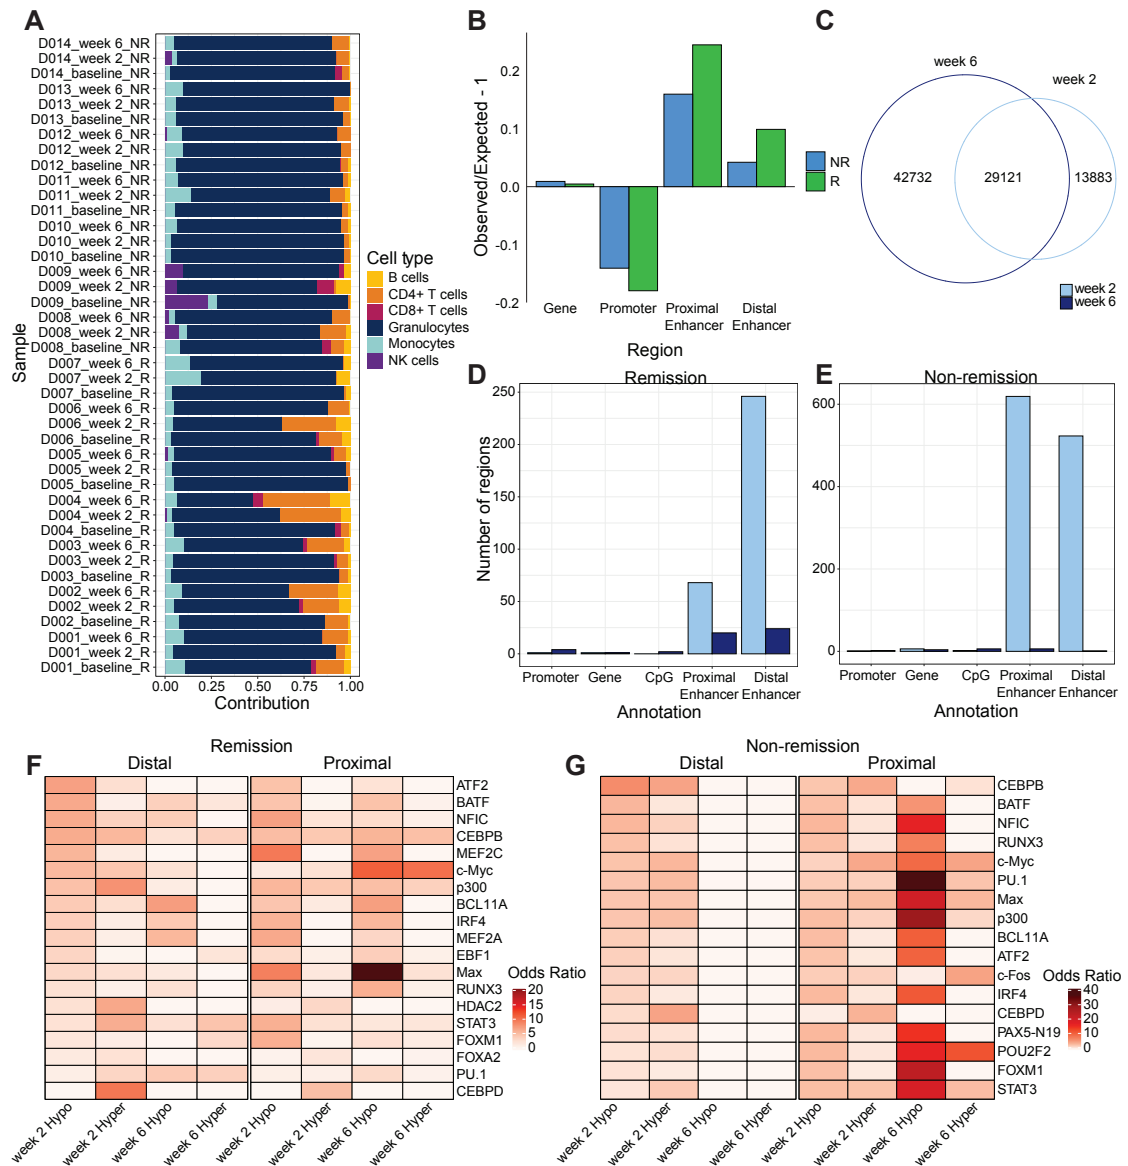 A
D014_week 6_NR
D014_week 2_NR
D014_baseline_NR
D013_week 6_NR
D013_week 2_NR
D013_baseline_NR
D012_week 6_NR
D012_week 2_NR
D012_baseline_NR
D011_week 6_NR
D011_week 2_NR
D011_baseline_NR
D010_week 6_NR
D010_week 2_NR
D010_baseline_NR
D009_week 6_NR
D009_week 2_NR
D009_baseline_NR
D008_week 6_NR
D008_week 2_NR
D008_baseline_NR
D007_week 6_R
D007_week 2_R
D007_baseline_R
D006_week 6_R
D006_week 2_R
D006_baseline_R
D005_week 6_R
D005_week 2_R
D005_baseline_R
D004_week 6_R
D004_week 2_R
D004_baseline_R
D003_week 6_R
D003_week 2_R
D003_baseline_R
D002_week 6_R
D002_week 2_R
D002_baseline_R
D001_week 6_R
D001_week 2_R
D001_baseline_R
Sample
0.00 0.25 0.50 0.75 1.00
Contribution
Cell type
B cells
CD4+ T cells
CD8+ T cells
Granulocytes
Monocytes
NK cells
B
Observed/Expected - 1
0.2
0.1
0.0
-0.1
-0.2
Gene Promoter Proximal Enhancer Distal Enhancer
Region
NR
R
C
week 6
week 2
42732 29121 13883
week 2
week 6
D
Remission
Number of regions
250
200
150
100
50
0
Promoter Gene CpG Proximal Enhancer Distal Enhancer
Annotation
E
Non-remission
600
400
200
0
Promoter Gene CpG Proximal Enhancer Distal Enhancer
Annotation
F
Remission
Distal Proximal
ATF2
BATF
NFIC
CEBPB
MEF2C
c-Myc
p300
BCL11A
IRF4
MEF2A
EBF1
Max
RUNX3
HDAC2
STAT3
FOXM1
FOXA2
PU.1
CEBPD
week 2 Hypo week 2 Hyper week 6 Hypo week 6 Hyper week 2 Hypo week 2 Hyper week 6 Hypo week 6 Hyper
Odds Ratio
20
15
10
5
0
G
Non-remission
Distal Proximal
CEBPB
BATF
NFIC
RUNX3
c-Myc
PU.1
Max
p300
BCL11A
ATF2
c-Fos
IRF4
CEBPD
PAX5-N19
POU2F2
FOXM1
STAT3
week 2 Hypo week 2 Hyper week 6 Hypo week 6 Hyper week 2 Hypo week 2 Hyper week 6 Hypo week 6 Hyper
Odds Ratio
40
30
20
10
0